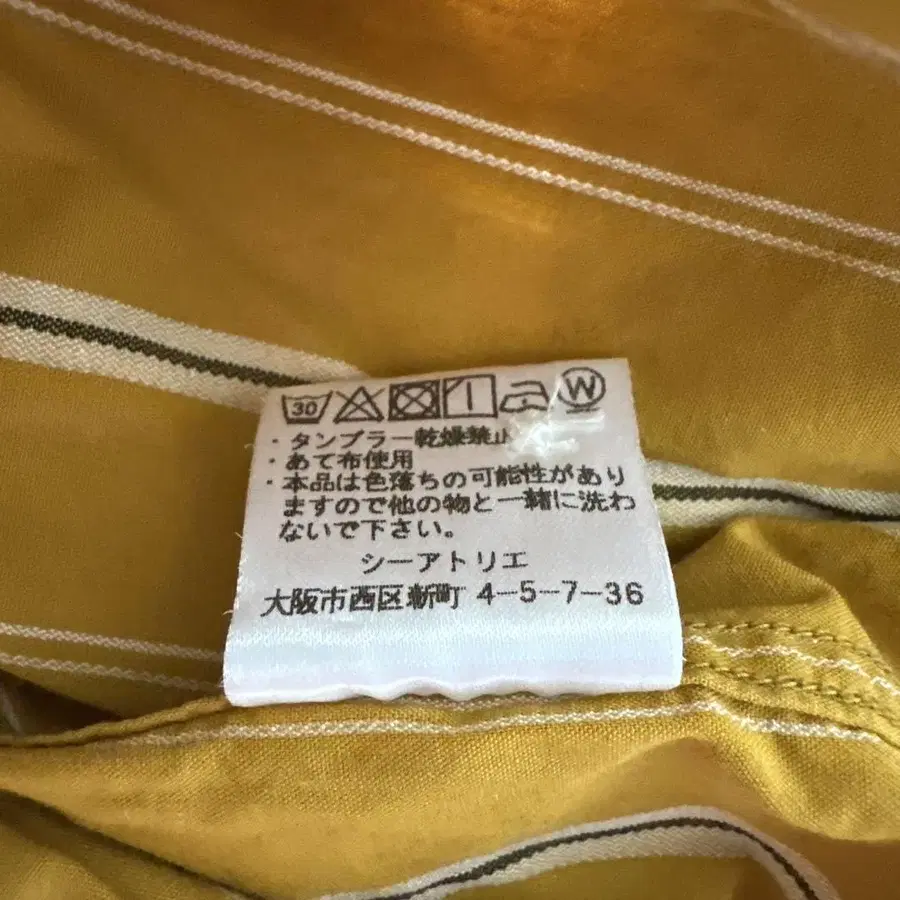 30 W
・タンブラー乾燥禁止
・あて布使用
・本品は色落ちの可能性があり
ますので他の物と一緒に洗わ
ないで下さい。
シーアトリエ
大阪市西区新町 4-5-7-36